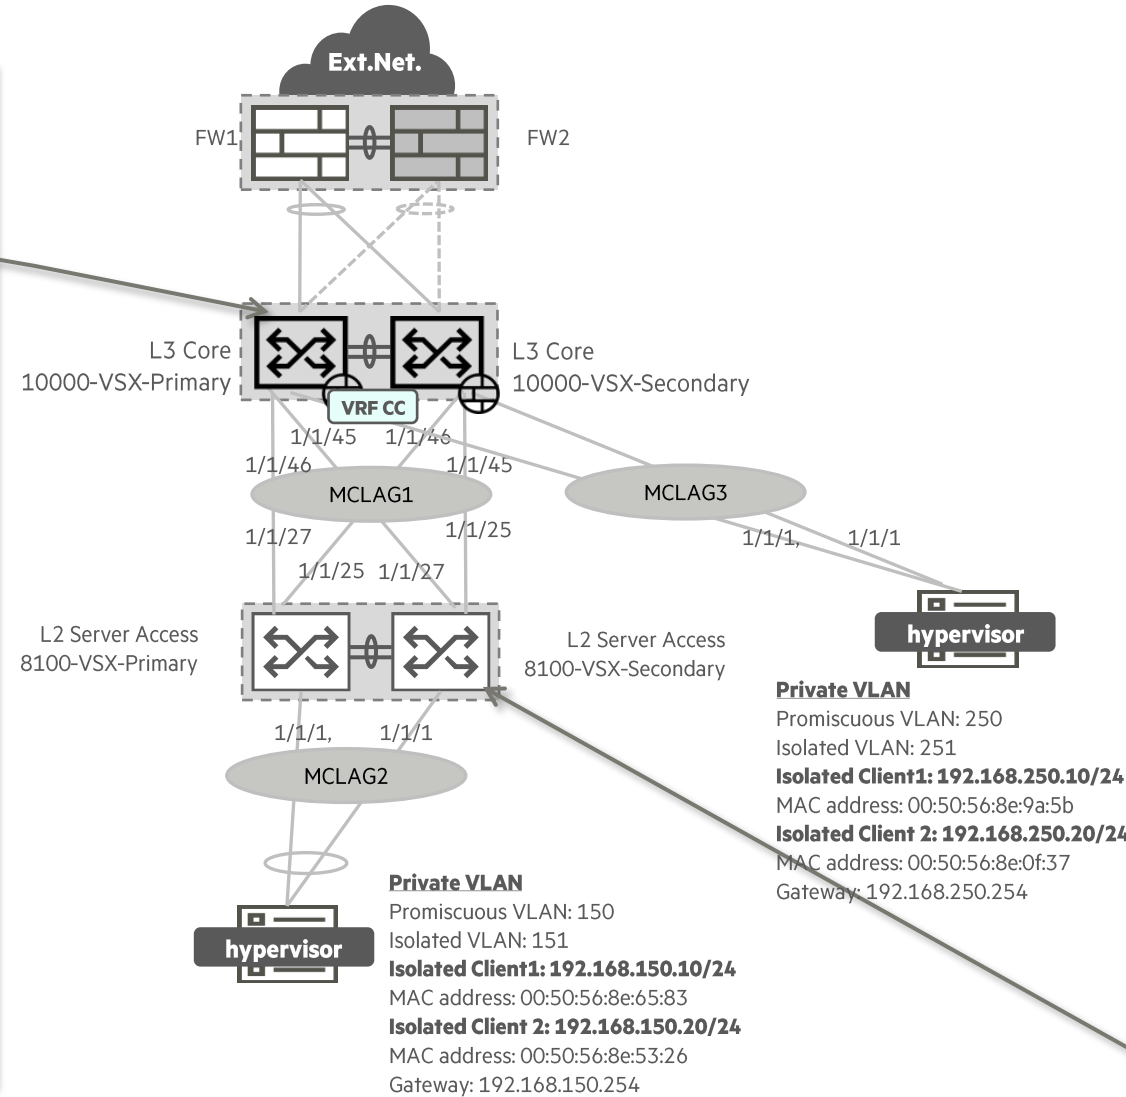 Ext.Net.
FW1
FW2
L3 Core
10000-VSX-Primary
L3 Core
10000-VSX-Secondary
VRF CC
1/1/45
1/1/46
1/1/46
1/1/45
MCLAG1
MCLAG3
1/1/27
1/1/25
1/1/1,
1/1/1
1/1/25
1/1/27
hypervisor
L2 Server Access
8100-VSX-Primary
L2 Server Access
8100-VSX-Secondary
Private VLAN
Promiscuous VLAN: 250
Isolated VLAN: 251
Isolated Client1: 192.168.250.10/24
MAC address: 00:50:56:8e:9a:5b
Isolated Client 2: 192.168.250.20/24
MAC address: 00:50:56:8e:0f:37
Gateway: 192.168.250.254
1/1/1,
1/1/1
MCLAG2
hypervisor
Private VLAN
Promiscuous VLAN: 150
Isolated VLAN: 151
Isolated Client1: 192.168.150.10/24
MAC address: 00:50:56:8e:65:83
Isolated Client 2: 192.168.150.20/24
MAC address: 00:50:56:8e:53:26
Gateway: 192.168.150.254